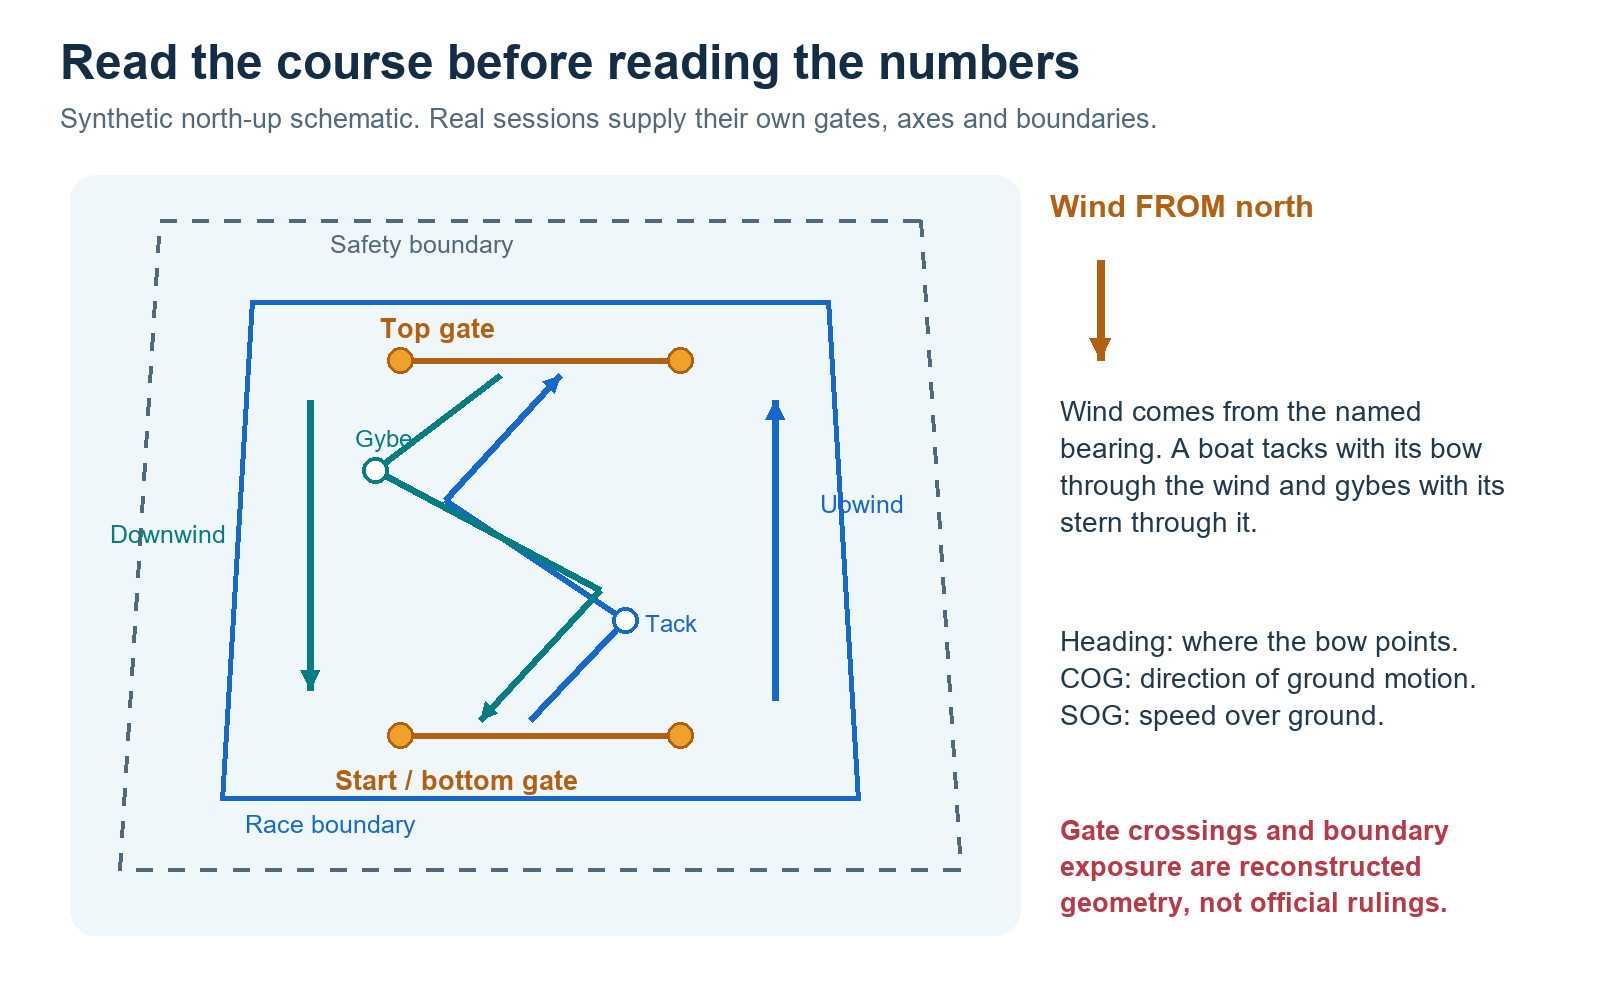 Read the course before reading the numbers
Synthetic north-up schematic. Real sessions supply their own gates, axes and boundaries.
Wind FROM north
Safety boundary
Top gate
Gybe
Downwind
Upwind
Tack
Start / bottom gate
Race boundary
Wind comes from the named
bearing. A boat tacks with its bow
through the wind and gybes with its
stern through it.
Heading: where the bow points.
COG: direction of ground motion.
SOG: speed over ground.
Gate crossings and boundary
exposure are reconstructed
geometry, not official rulings.